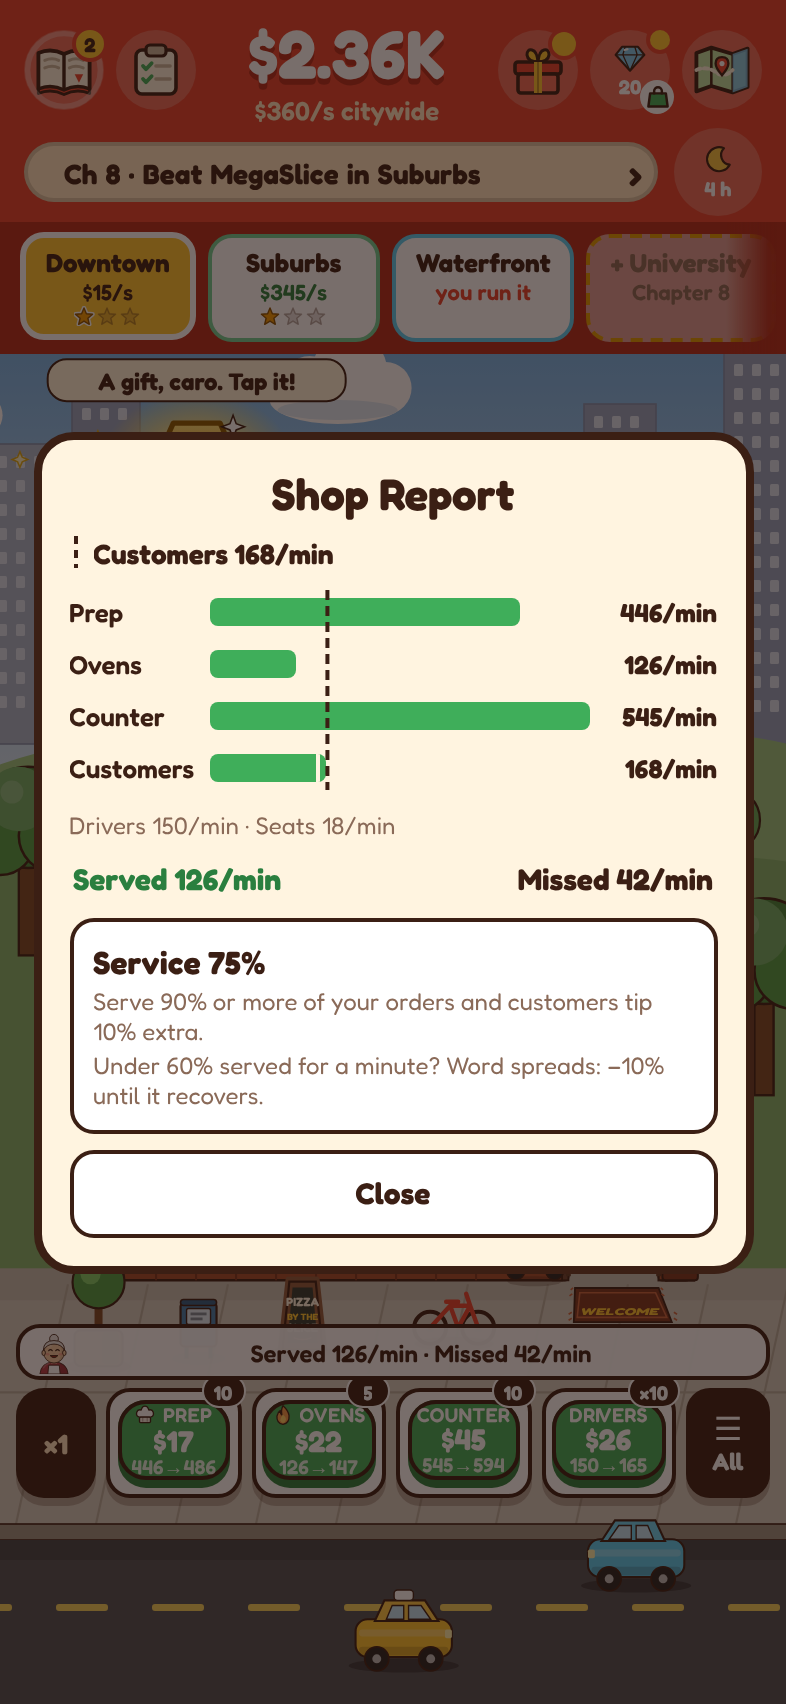 2
$2.36K
$360/s citywide
20
Ch 8 · Beat MegaSlice in Suburbs
4 h
Downtown
$15/s
Suburbs
$345/s
Waterfront
you run it
+ University
Chapter 8
A gift, caro. Tap it!
Shop Report
Customers 168/min
Prep 446/min
Ovens 126/min
Counter 545/min
Customers 168/min
Drivers 150/min · Seats 18/min
Served 126/min Missed 42/min
Service 75%
Serve 90% or more of your orders and customers tip
10% extra.
Under 60% served for a minute? Word spreads: –10%
until it recovers.
Close
PIZZA
BY THE
WELCOME
Served 126/min · Missed 42/min
x1
10
PREP
$17
446→486
5
OVENS
$22
126→147
10
COUNTER
$45
545→594
x10
DRIVERS
$26
150→165
All